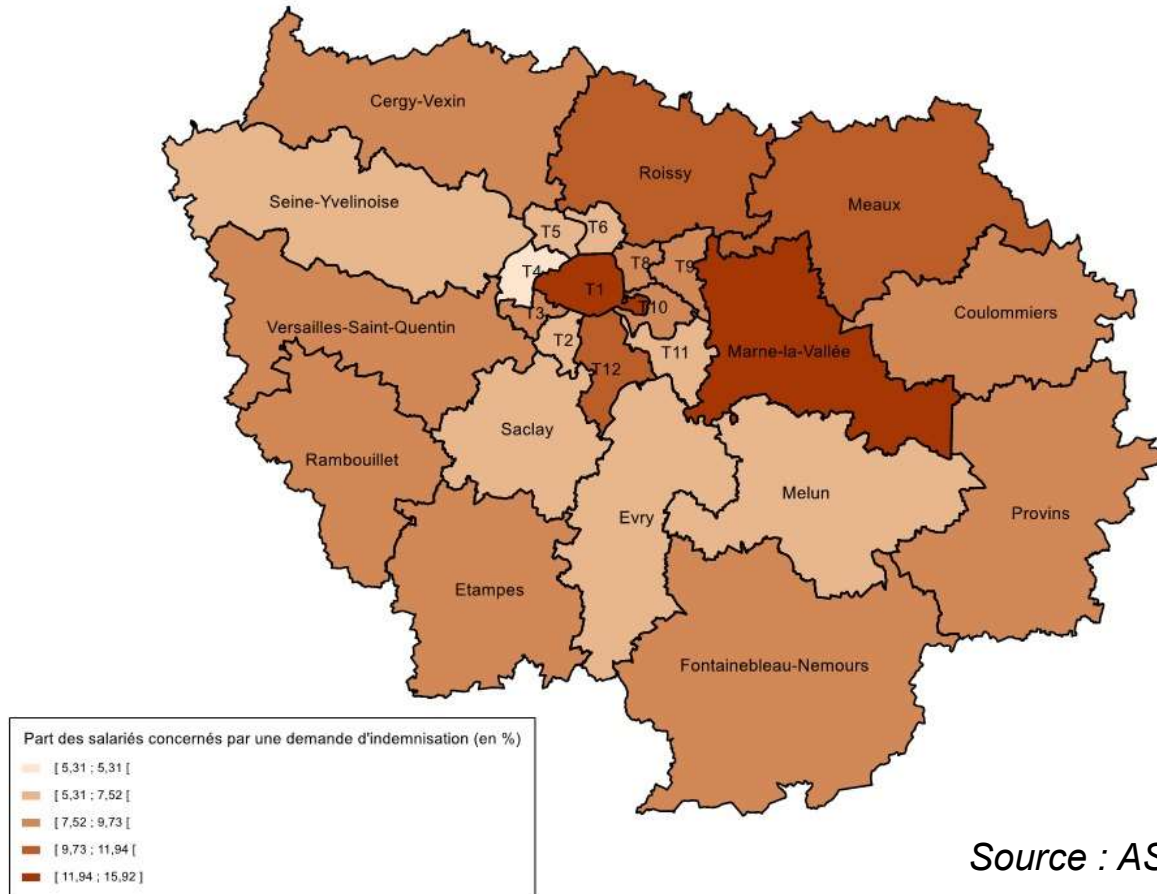 Cergy-Vexin
Roissy
Meaux
Seine-Yvelinoise
T5
T6
T4
T8
T9
T1
T3
T10
Coulommiers
Versailles-Saint-Quentin
T2
T11
Marne-la-Vallée
T12
Saclay
Rambouillet
Melun
Evry
Provins
Etampes
Fontainebleau-Nemours
Part des salariés concernés par une demande d'indemnisation (en %)
[ 5,31 ; 5,31 [
[ 5,31 ; 7,52 [
[ 7,52 ; 9,73 [
[ 9,73 ; 11,94 [
[ 11,94 ; 15,92 ]
Source : AS